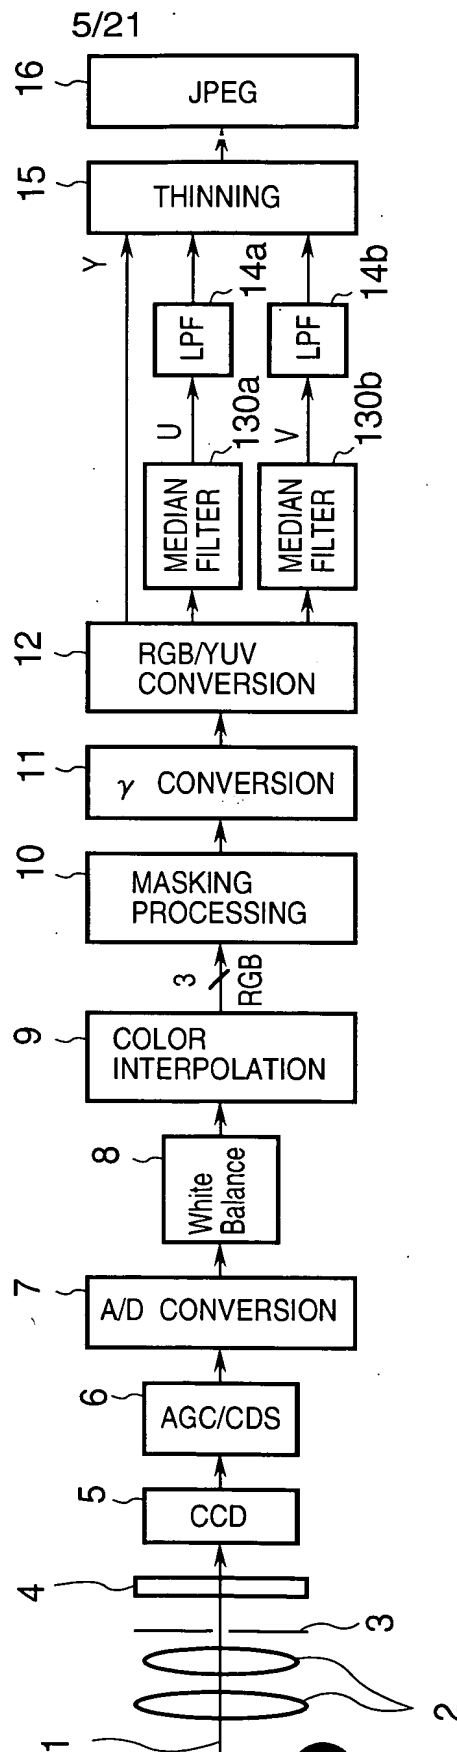 5/21
16
JPEG
15
THINNING
Y
14a
LPF
14b
LPF
U
130a
V
130b
MEDIAN
FILTER
MEDIAN
FILTER
12
RGB/YUV
CONVERSION
11
γ CONVERSION
10
MASKING
PROCESSING
3
RGB
9
COLOR
INTERPOLATION
8
White
Balance
7
A/D CONVERSION
6
AGC/CDS
5
CCD
4
3
2
1